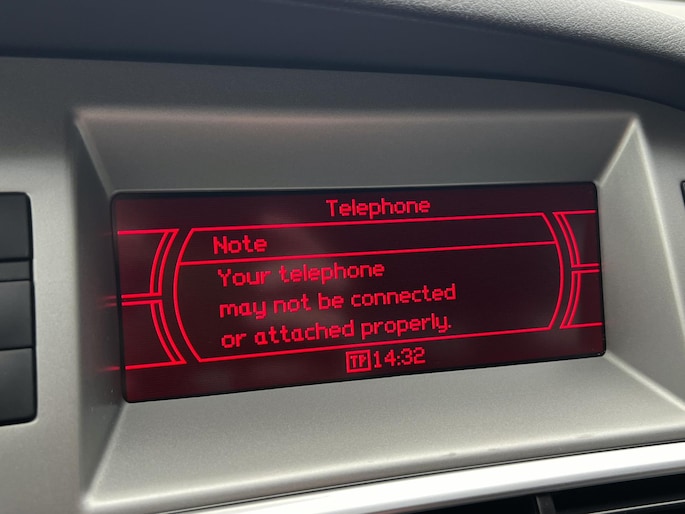 Telephone
Note
Your telephone
may not be connected
or attached properly.
TP 14:32